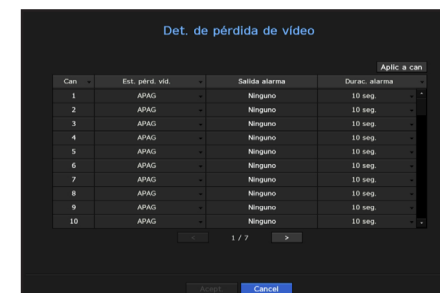 Det. de pérdida de vídeo
Aplic a can
Can Est. pérd. víd. Salida alarma Durac. alarma
1 APAG Ninguno 10 seg.
2 APAG Ninguno 10 seg.
3 APAG Ninguno 10 seg.
4 APAG Ninguno 10 seg.
5 APAG Ninguno 10 seg.
6 APAG Ninguno 10 seg.
7 APAG Ninguno 10 seg.
8 APAG Ninguno 10 seg.
9 APAG Ninguno 10 seg.
10 APAG Ninguno 10 seg.
< 1 / 7 >
Acept Cancel